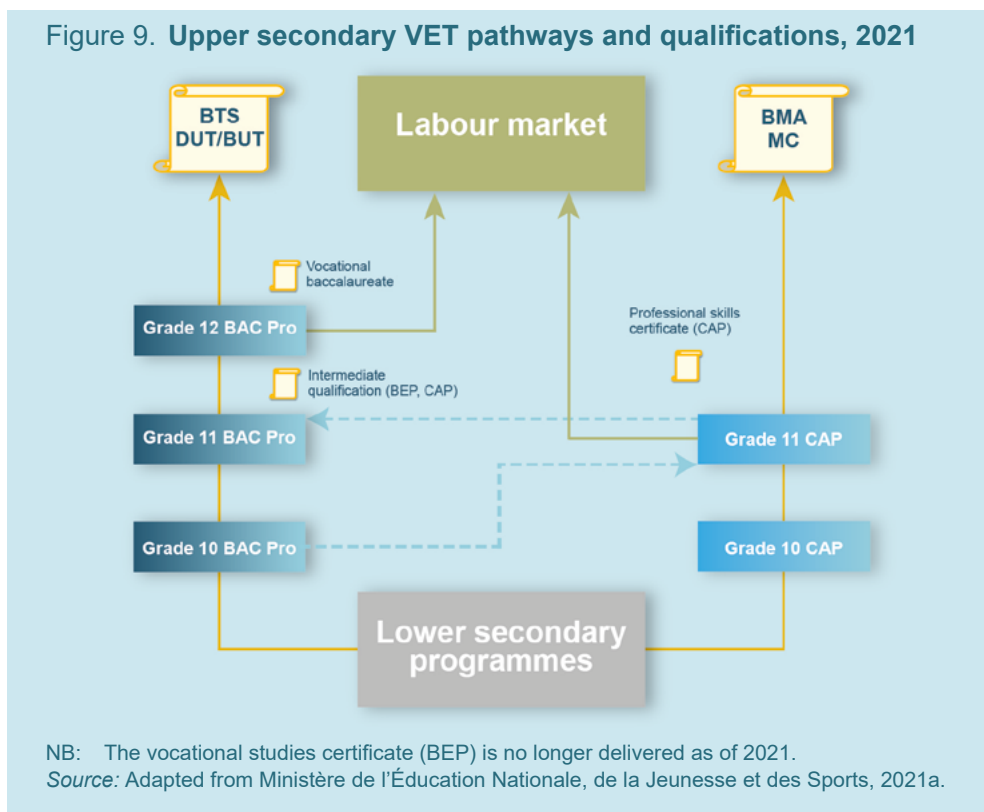 Figure 9. Upper secondary VET pathways and qualifications, 2021
BTS
DUT/BUT
Labour market
BMA
MC
Vocational
baccalaureate
Grade 12 BAC Pro
Professional skills
certificate (CAP)
Intermediate
qualification (BEP, CAP)
Grade 11 BAC Pro
Grade 11 CAP
Grade 10 BAC Pro
Grade 10 CAP
Lower secondary
programmes
NB: The vocational studies certificate (BEP) is no longer delivered as of 2021.
Source: Adapted from Ministère de l’Éducation Nationale, de la Jeunesse et des Sports, 2021a.